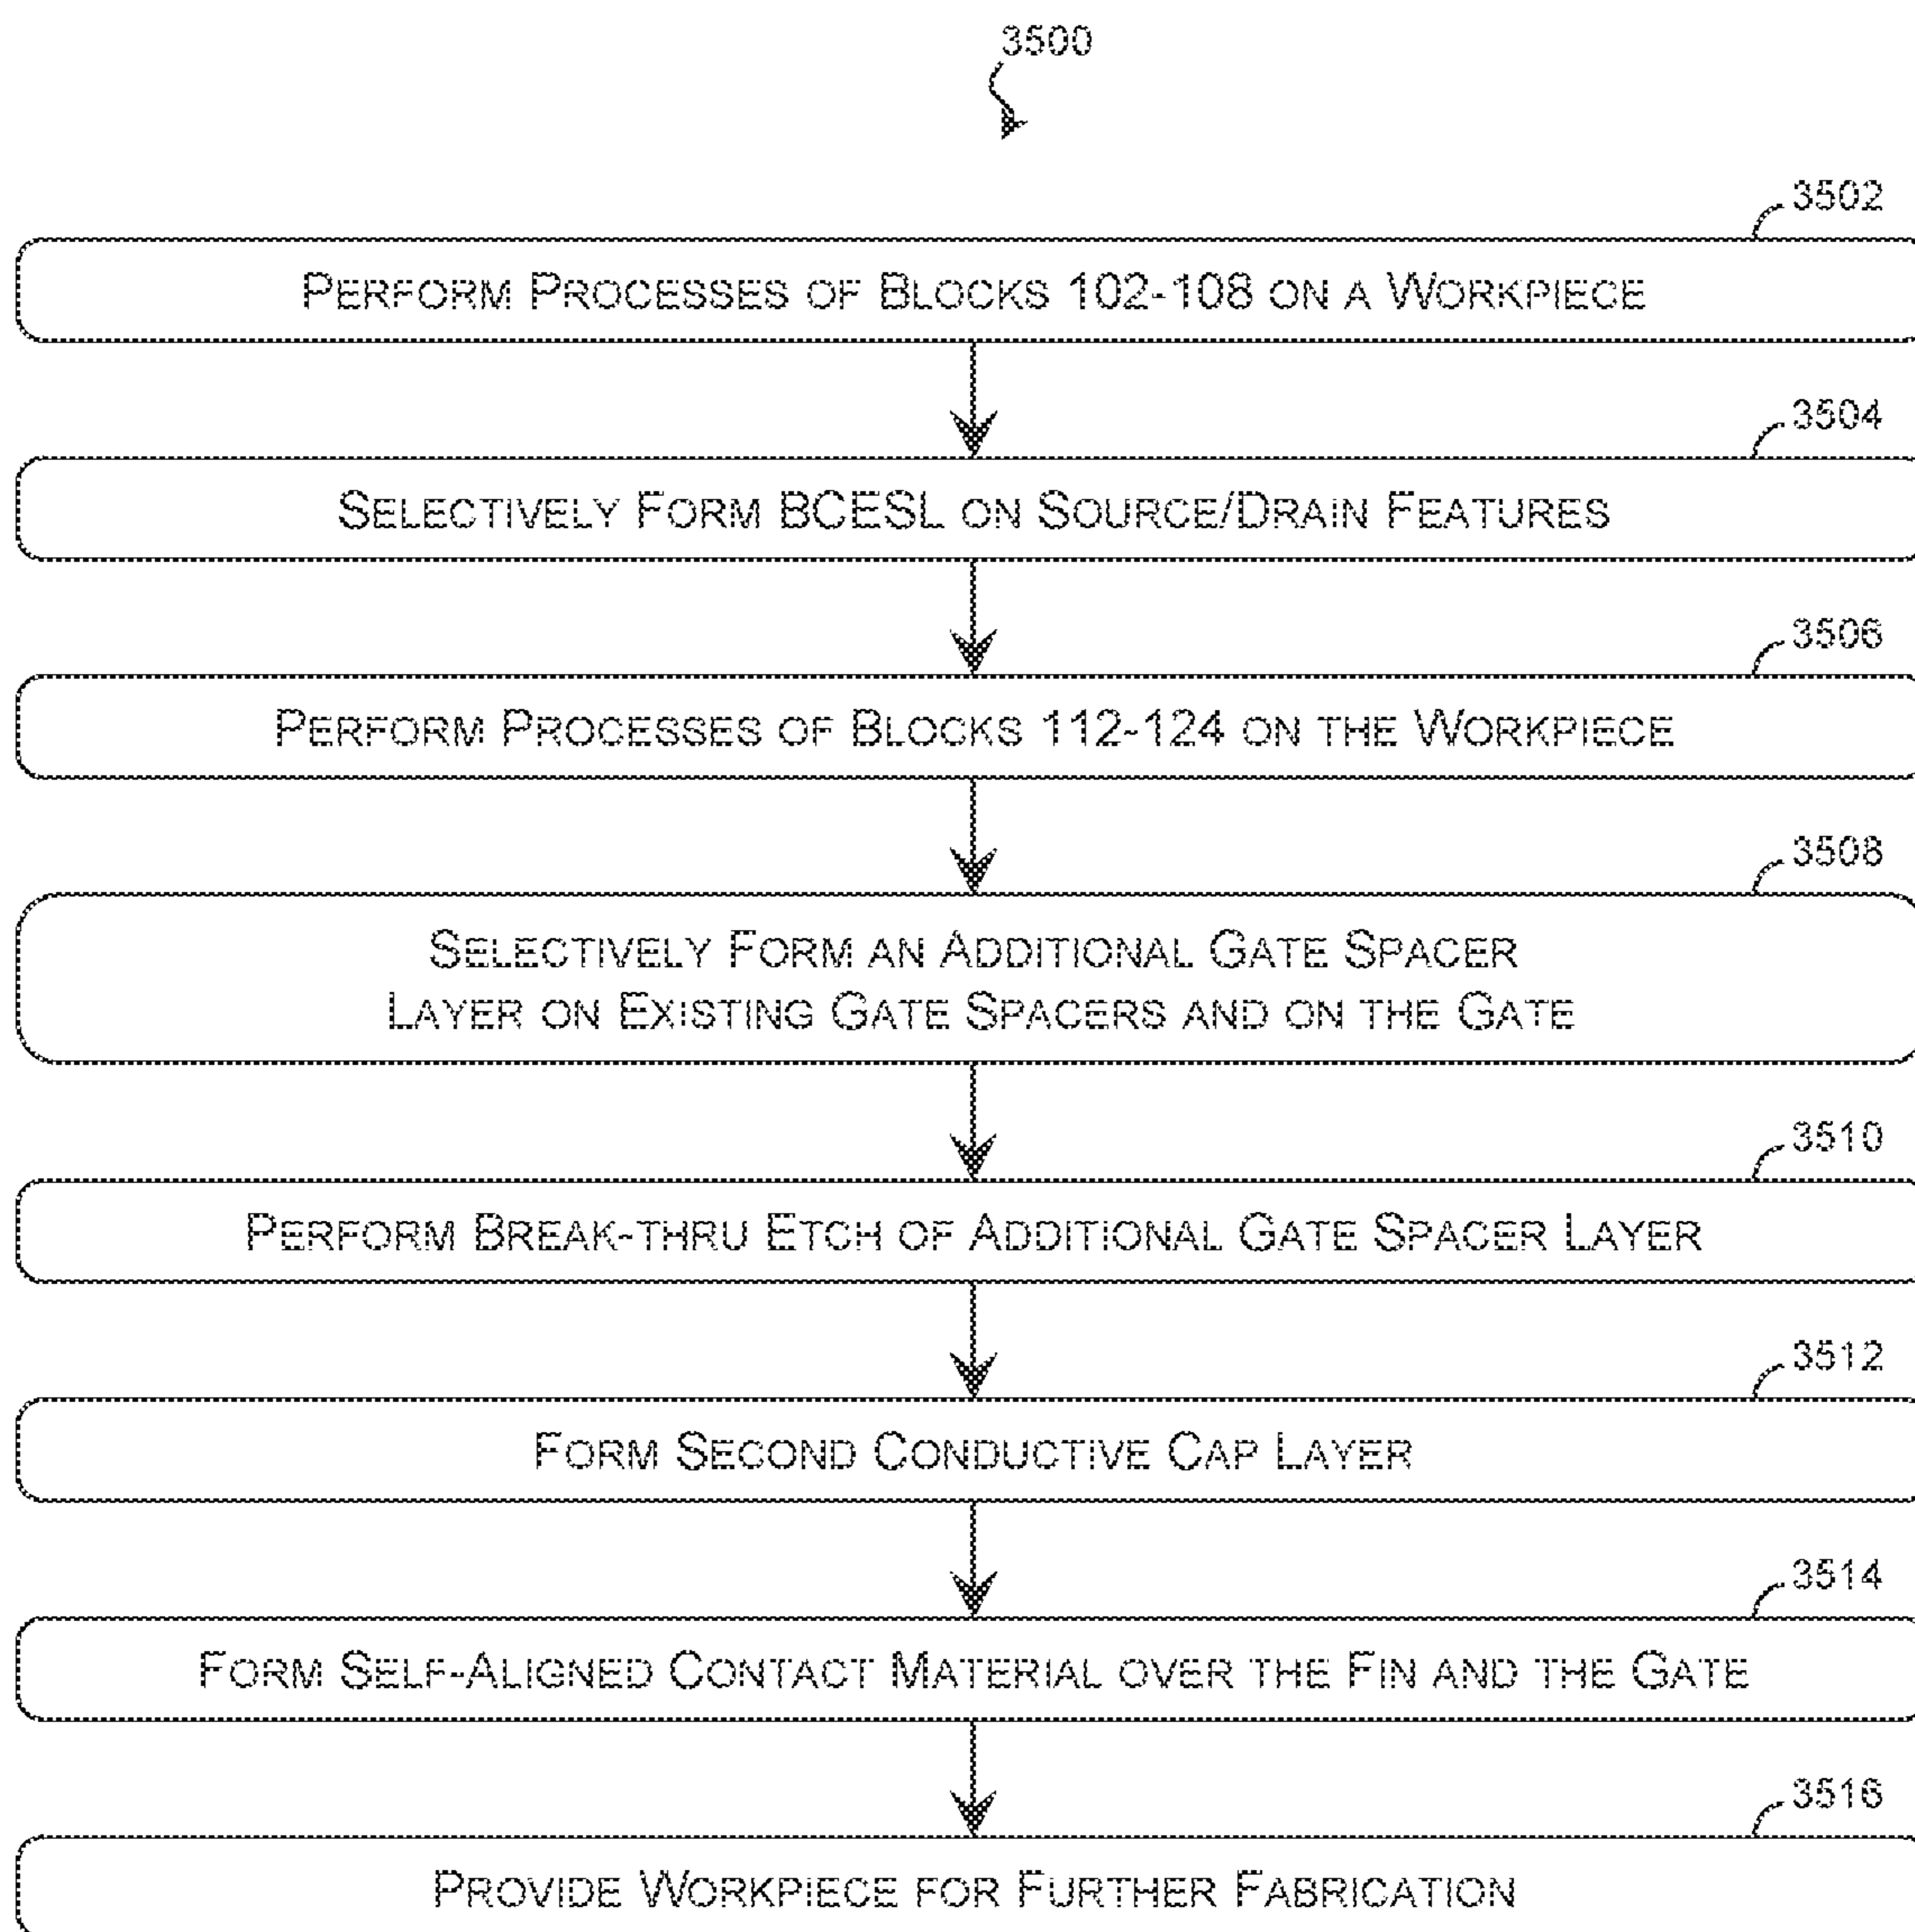 3500
3502
PERFORM PROCESSES OF BLOCKS 102-108 ON A WORKPIECE
3504
SELECTIVELY FORM BCESL ON SOURCE/DRAIN FEATURES
3506
PERFORM PROCESSES OF BLOCKS 112-124 ON THE WORKPIECE
3508
SELECTIVELY FORM AN ADDITIONAL GATE SPACER
LAYER ON EXISTING GATE SPACERS AND ON THE GATE
3510
PERFORM BREAK-THRU ETCH OF ADDITIONAL GATE SPACER LAYER
3512
FORM SECOND CONDUCTIVE CAP LAYER
3514
FORM SELF-ALIGNED CONTACT MATERIAL OVER THE FIN AND THE GATE
3516
PROVIDE WORKPIECE FOR FURTHER FABRICATION